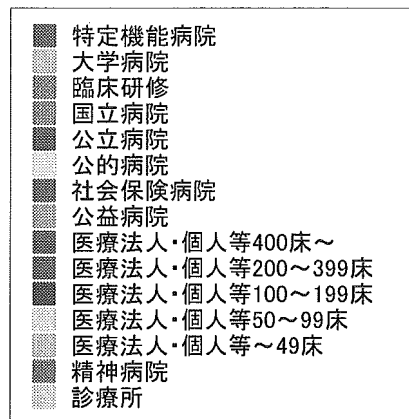 特定機能病院
大学病院
臨床研修
国立病院
公立病院
公的病院
社会保険病院
公益病院
医療法人・個人等400床～
医療法人・個人等200～399床
医療法人・個人等100～199床
医療法人・個人等50～99床
医療法人・個人等～49床
精神病院
診療所